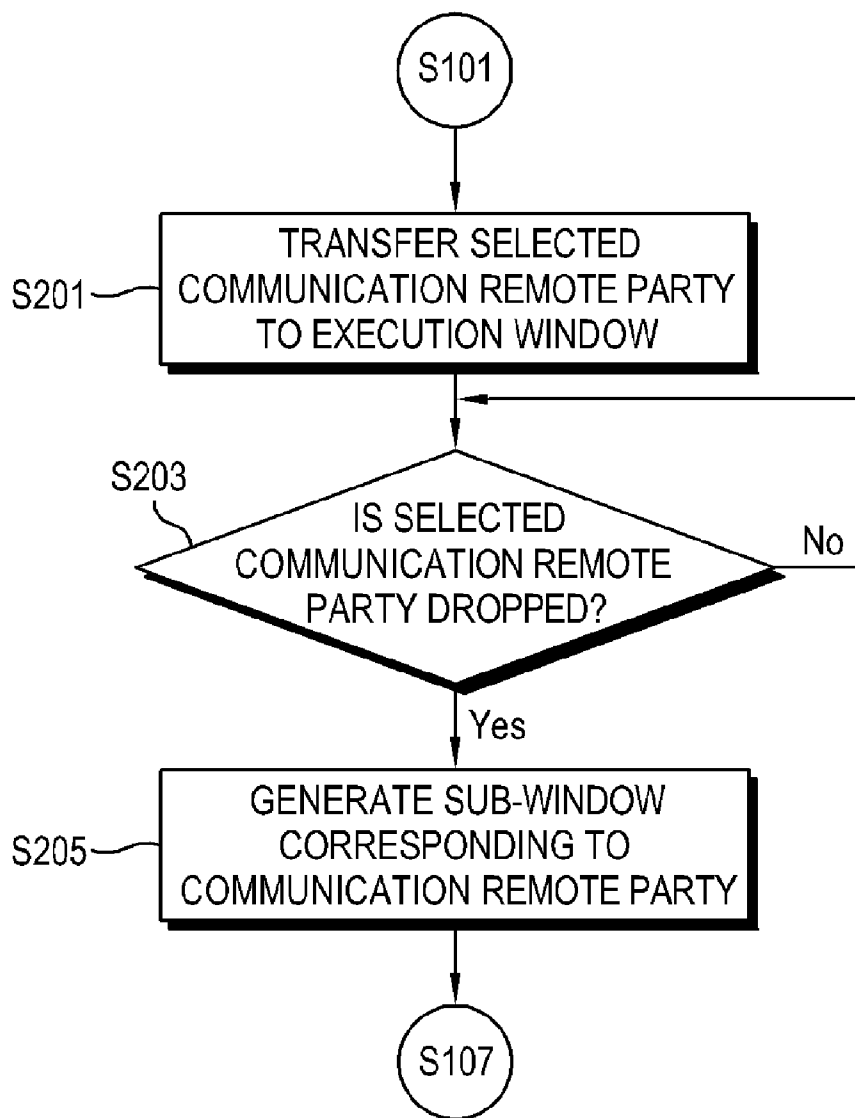 S101
TRANSFER SELECTED
COMMUNICATION REMOTE PARTY
TO EXECUTION WINDOW
S201
S203
IS SELECTED
COMMUNICATION REMOTE
PARTY DROPPED?
No
Yes
GENERATE SUB-WINDOW
CORRESPONDING TO
COMMUNICATION REMOTE PARTY
S205
S107